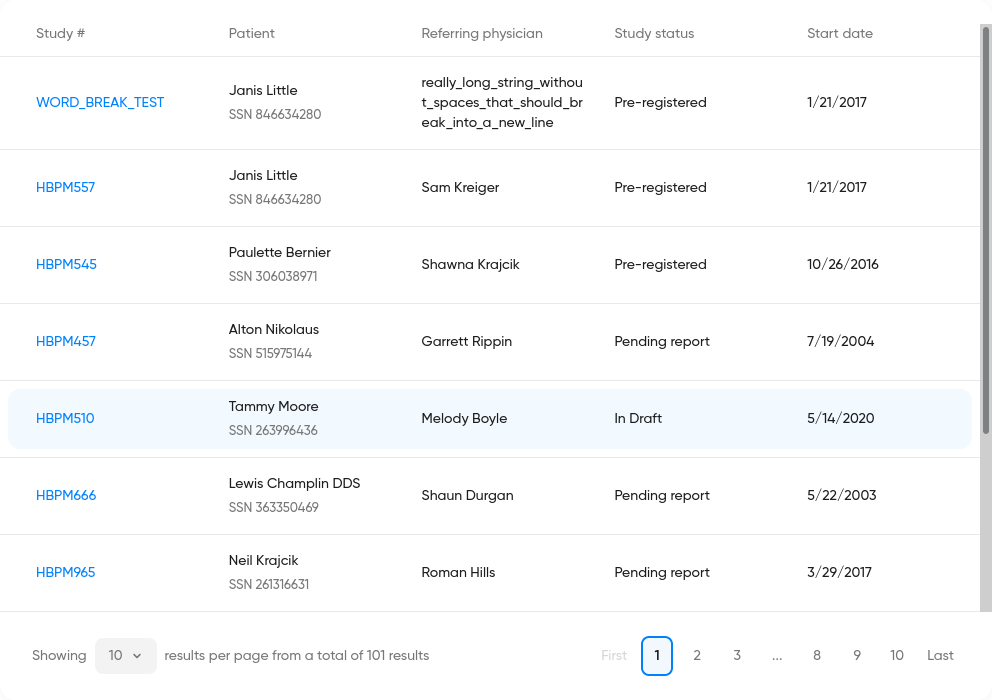 Study # Patient Referring physician Study status Start date
WORD_BREAK_TEST Janis Little SSN 846634280 really_long_string_withou t_spaces_that_should_br eak_into_a_new_line Pre-registered 1/21/2017
HBPM557 Janis Little SSN 846634280 Sam Kreiger Pre-registered 1/21/2017
HBPM545 Paulette Bernier SSN 306038971 Shawna Krajcik Pre-registered 10/26/2016
HBPM457 Alton Nikolaus SSN 515975144 Garrett Rippin Pending report 7/19/2004
HBPM510 Tammy Moore SSN 263996436 Melody Boyle In Draft 5/14/2020
HBPM666 Lewis Champlin DDS SSN 363350469 Shaun Durgan Pending report 5/22/2003
HBPM965 Neil Krajcik SSN 261316631 Roman Hills Pending report 3/29/2017
Showing 10 results per page from a total of 101 results First 1 2 3 ... 8 9 10 Last